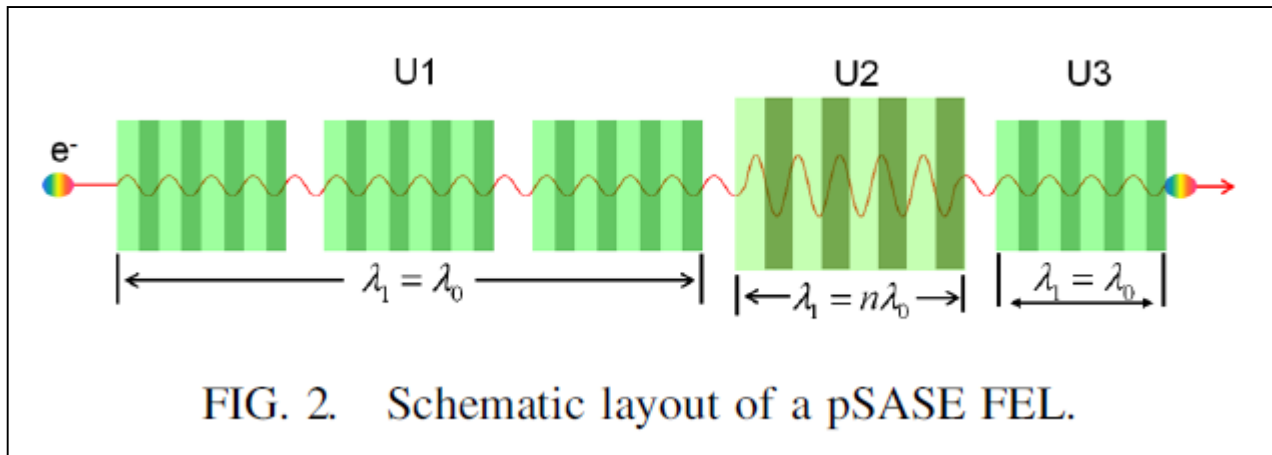 U1 U2 U3
e-
λ₁ = λ₀ λ₁ = nλ₀ λ₁ = λ₀
FIG. 2. Schematic layout of a pSASE FEL.